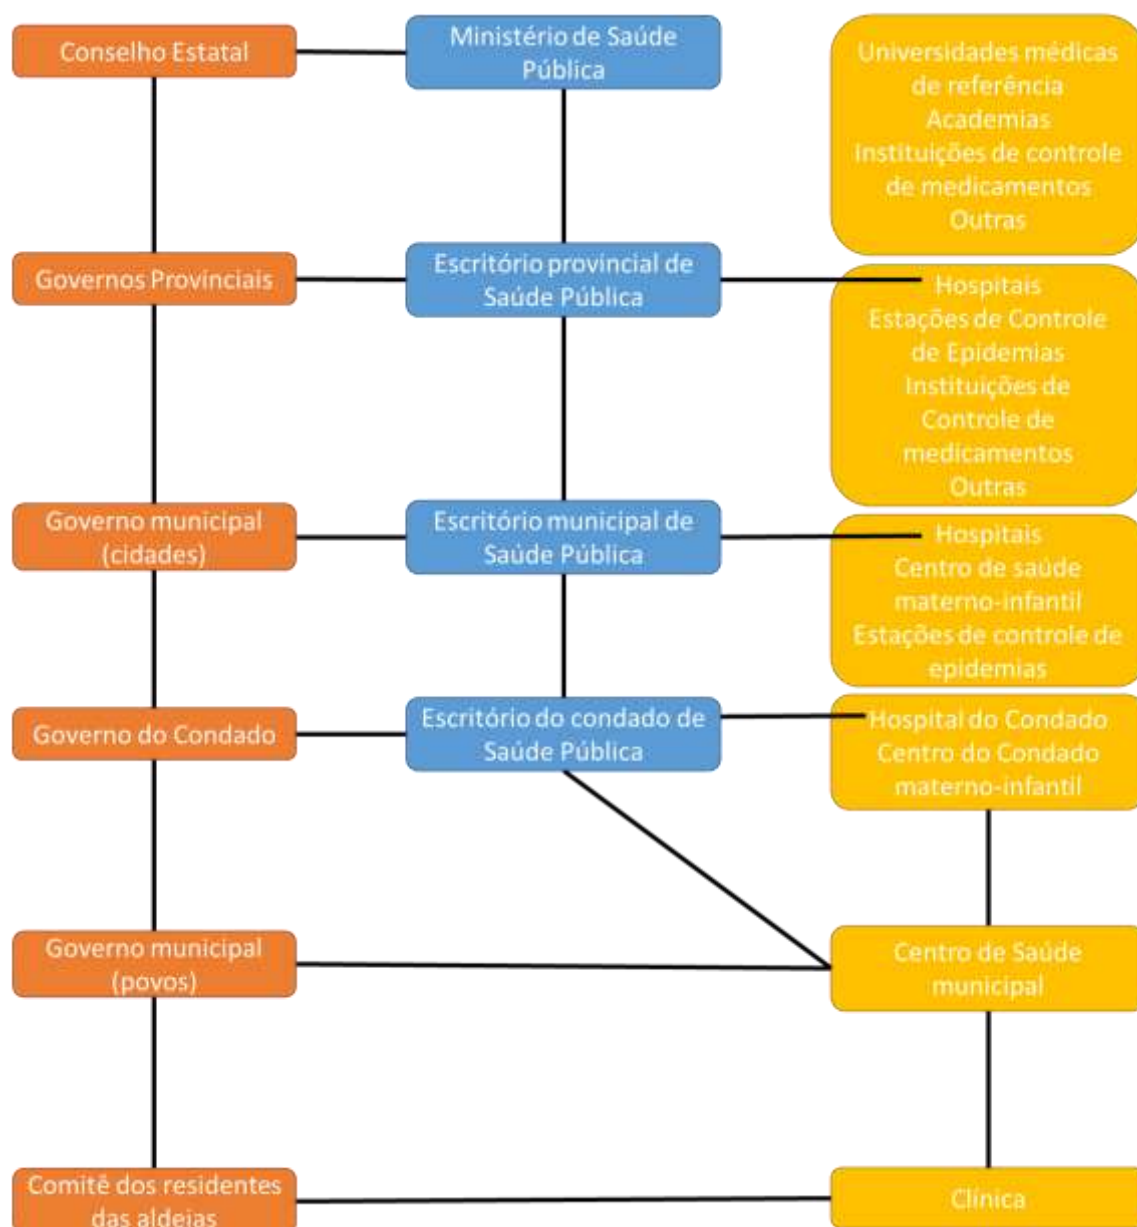 Conselho Estatal
Ministério de Saúde
Pública
Universidades médicas
de referência
Academias
Instituições de controle
de medicamentos
Outras
Governos Provinciais
Escritório provincial de
Saúde Pública
Hospitais
Estações de Controle
de Epidemias
Instituições de
Controle de
medicamentos
Outras
Governo municipal
(cidades)
Escritório municipal de
Saúde Pública
Hospitais
Centro de saúde
materno-infantil
Estações de controle de
epidemias
Governo do Condado
Escritório do condado de
Saúde Pública
Hospital do Condado
Centro do Condado
materno-infantil
Governo municipal
(povos)
Centro de Saúde
municipal
Comitê dos residentes
das aldeias
Clínica